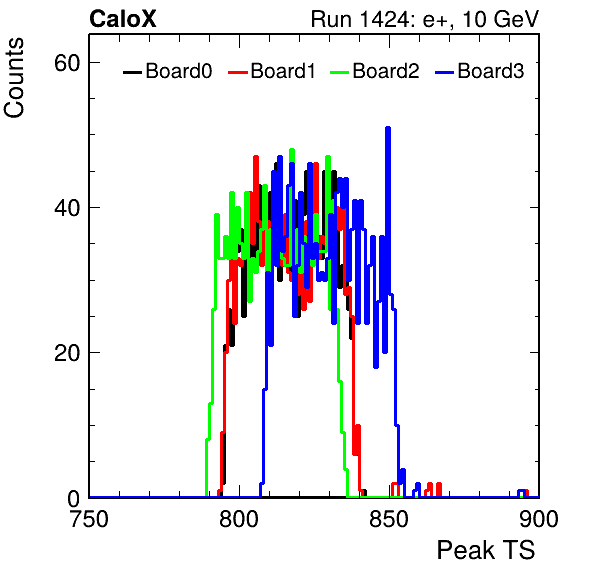 CaloX Run 1424: e+, 10 GeV
Counts
Board0 Board1 Board2 Board3
60
40
20
0
750 800 850 900
Peak TS